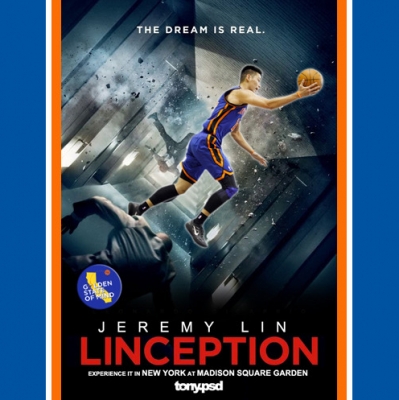 THE DREAM IS REAL.
GOLDEN
STATE
OF MIND
JEREMY LIN
LINCEPTION
EXPERIENCE IT IN NEW YORK AT MADISON SQUARE GARDEN
tony.psd